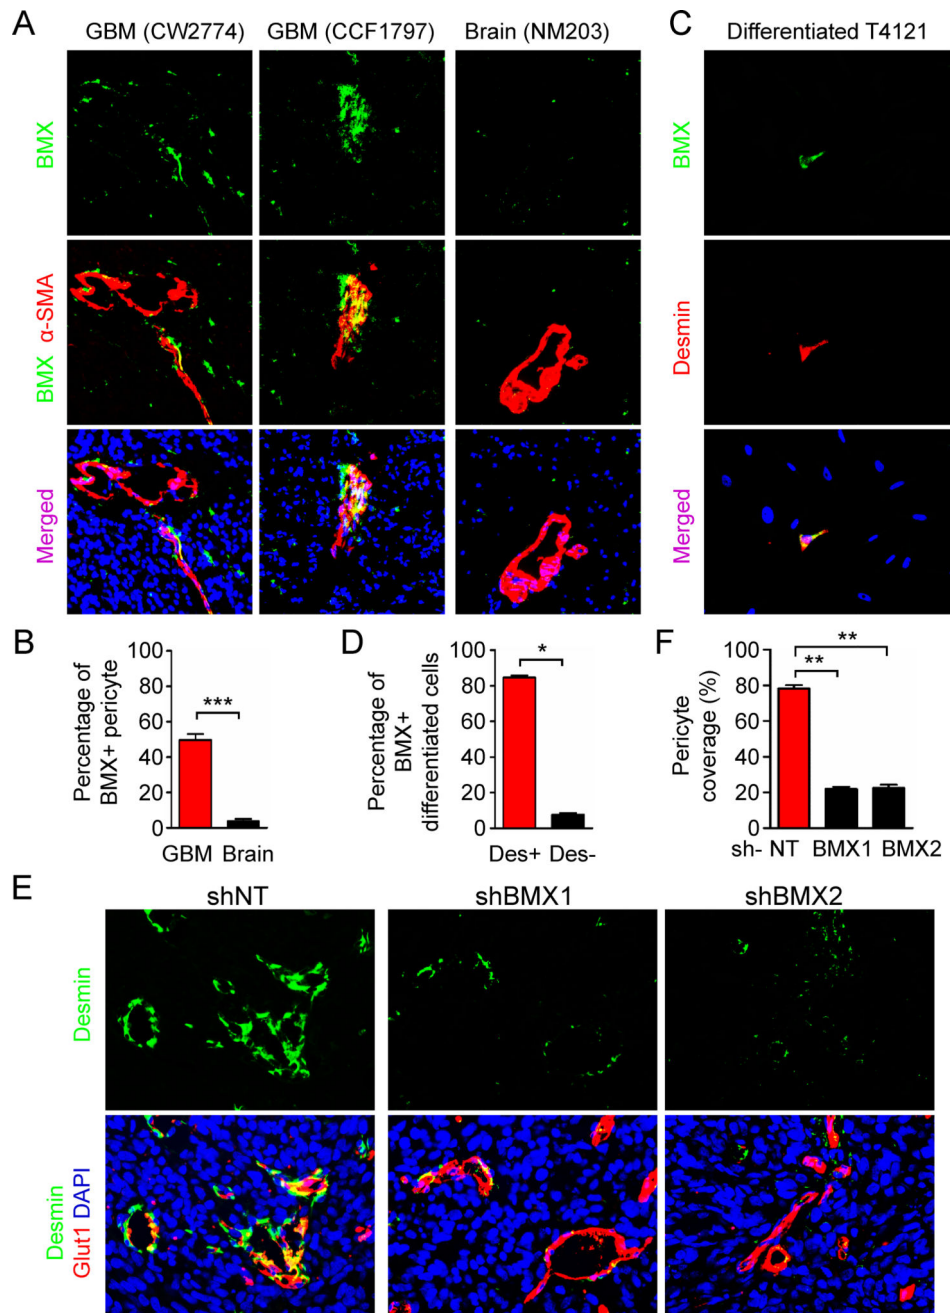 A
GBM (CW2774)
GBM (CCF1797)
Brain (NM203)
BMX
BMX α-SMA
Merged
C
Differentiated T4121
BMX
Desmin
Merged
B
Percentage of
BMX+ pericyte
100
80
60
40
20
0
***
GBM Brain
D
Percentage of
BMX+
differentiated cells
100
80
60
40
20
0
*
Des+ Des-
F
Pericyte
coverage (%)
100
80
60
40
20
0
**
**
sh- NT BMX1 BMX2
E
shNT
shBMX1
shBMX2
Desmin
Desmin
Glut1 DAPI